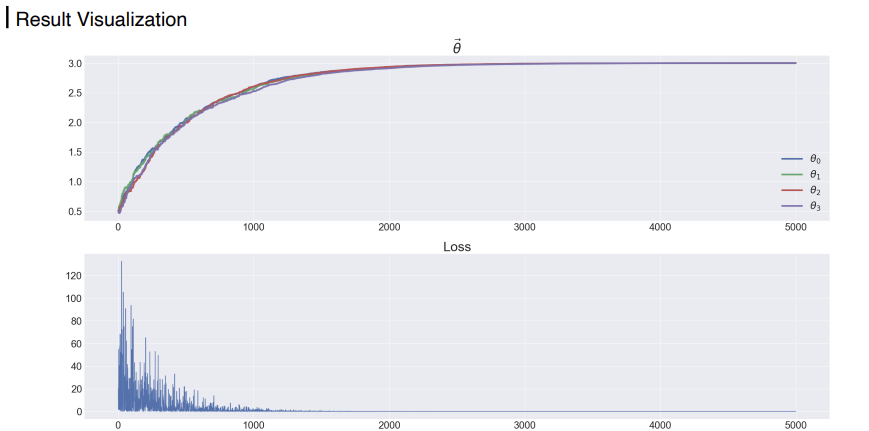 Result Visualization
$\vec{\theta}$
3.0
2.5
2.0
1.5
1.0
0.5
θ₀
θ₁
θ₂
θ₃
0 1000 2000 3000 4000 5000
Loss
120
100
80
60
40
20
0
0 1000 2000 3000 4000 5000